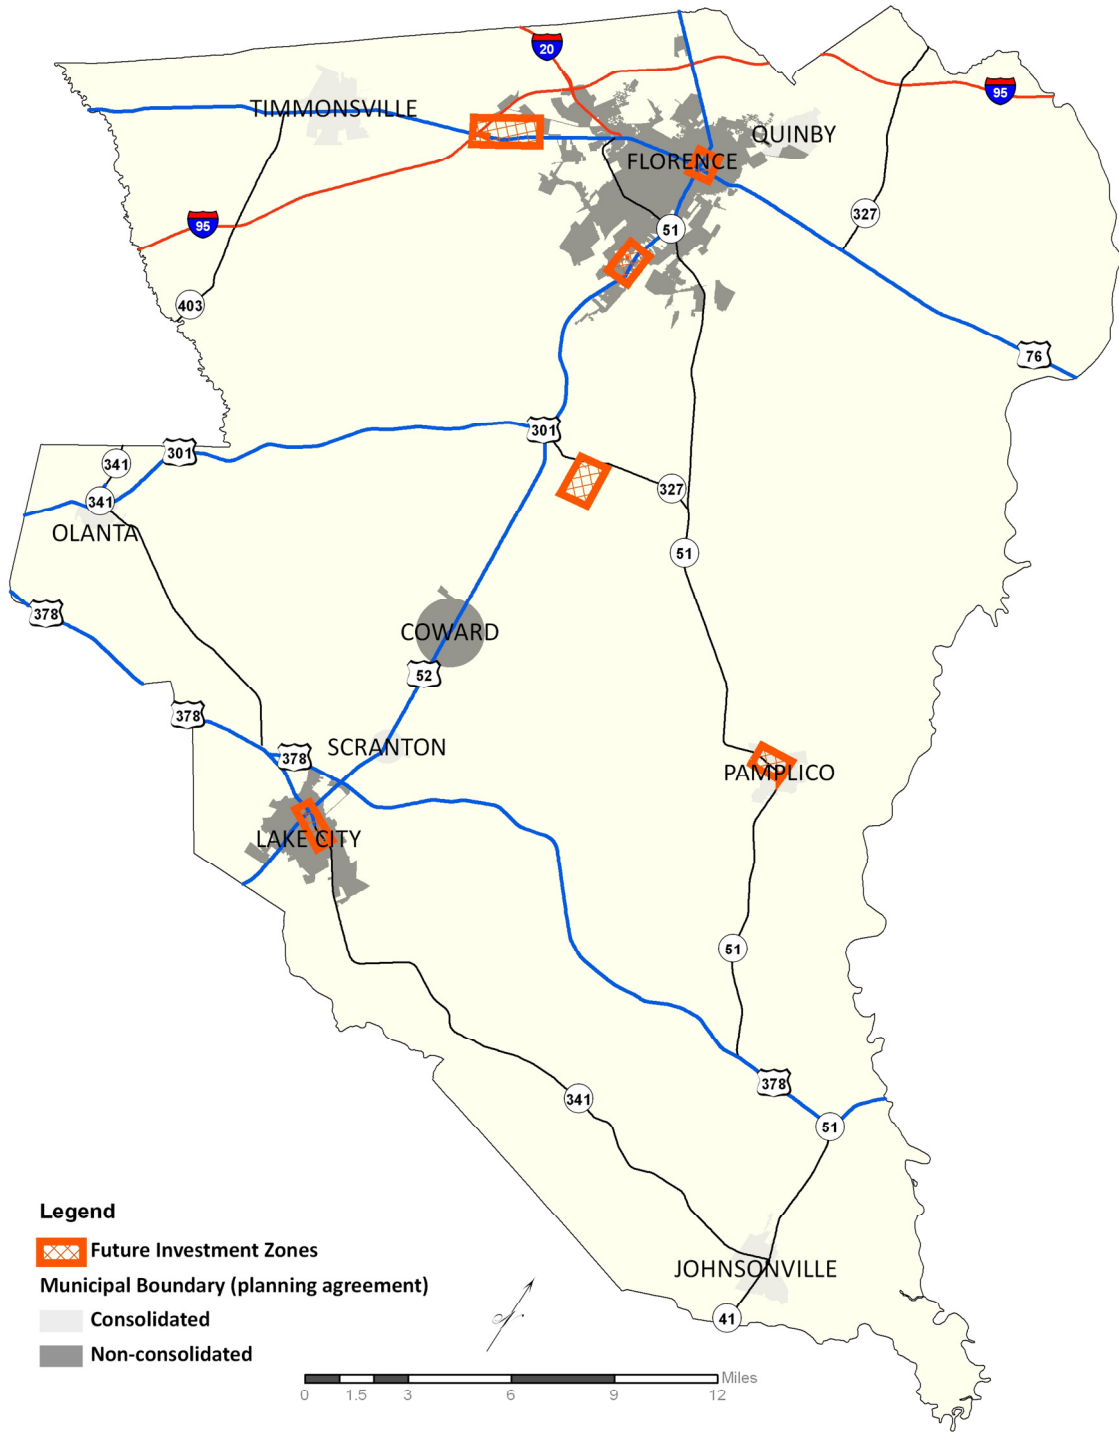 20
95
TIMMONSVILLE
QUINBY
FLORENCE
327
95
51
403
76
301
301
341
327
341
OLANTA
51
378
COWARD
52
378
SCRANTON
378
PAMPLICO
LAKE CITY
51
378
341
51
Legend
Future Investment Zones
JOHNSONVILLE
Municipal Boundary (planning agreement)
Consolidated
41
Non-consolidated
Miles
0 1.5 3 6 9 12